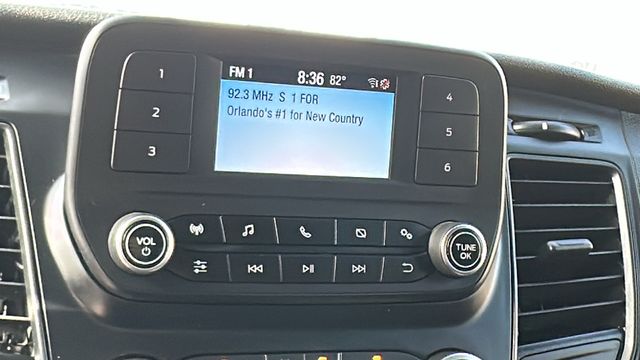 FM 1 8:36 82°
92.3 MHz S 1 FOR
Orlando's #1 for New Country
1
2
3
4
5
6
VOL
TUNE
OK